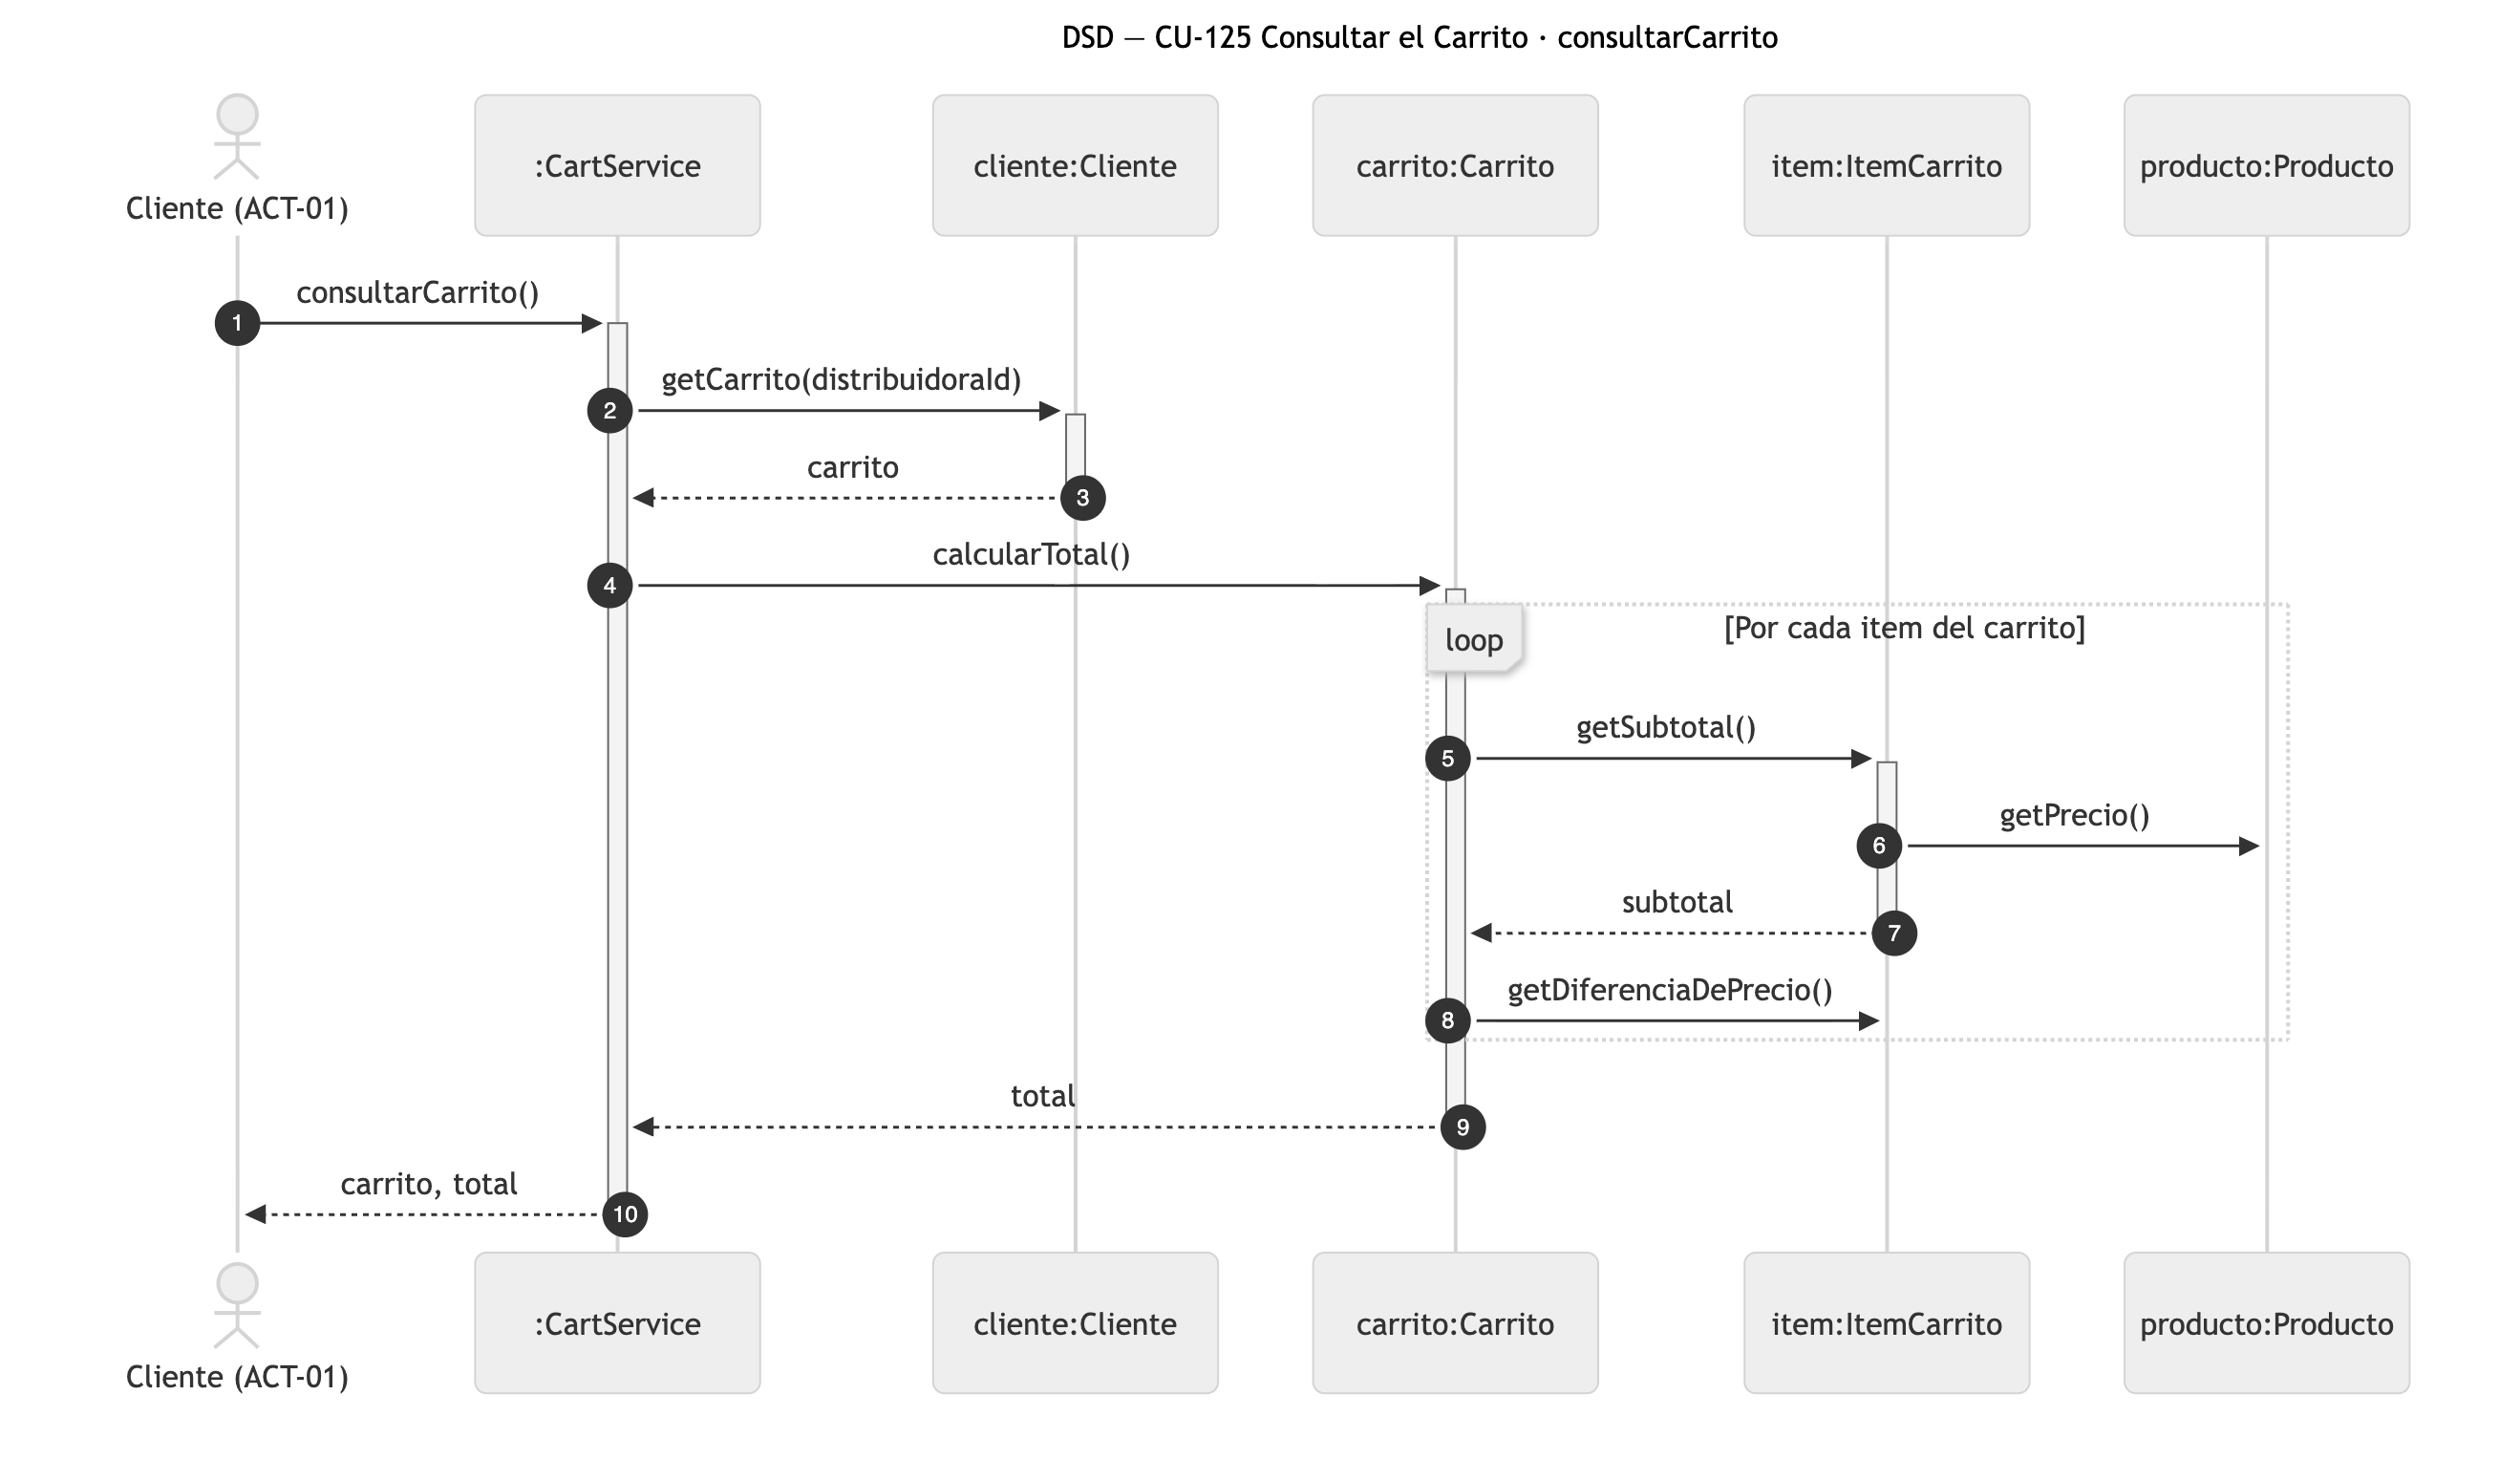 DSD — CU-125 Consultar el Carrito · consultarCarrito
Cliente (ACT-01)
:CartService
cliente:Cliente
carrito:Carrito
item:ItemCarrito
producto:Producto
consultarCarrito()
1
getCarrito(distribuidoraId)
2
carrito
3
calcularTotal()
4
loop
[Por cada item del carrito]
getSubtotal()
5
getPrecio()
6
subtotal
7
getDiferenciaDePrecio()
8
total
9
carrito, total
10
Cliente (ACT-01)
:CartService
cliente:Cliente
carrito:Carrito
item:ItemCarrito
producto:Producto